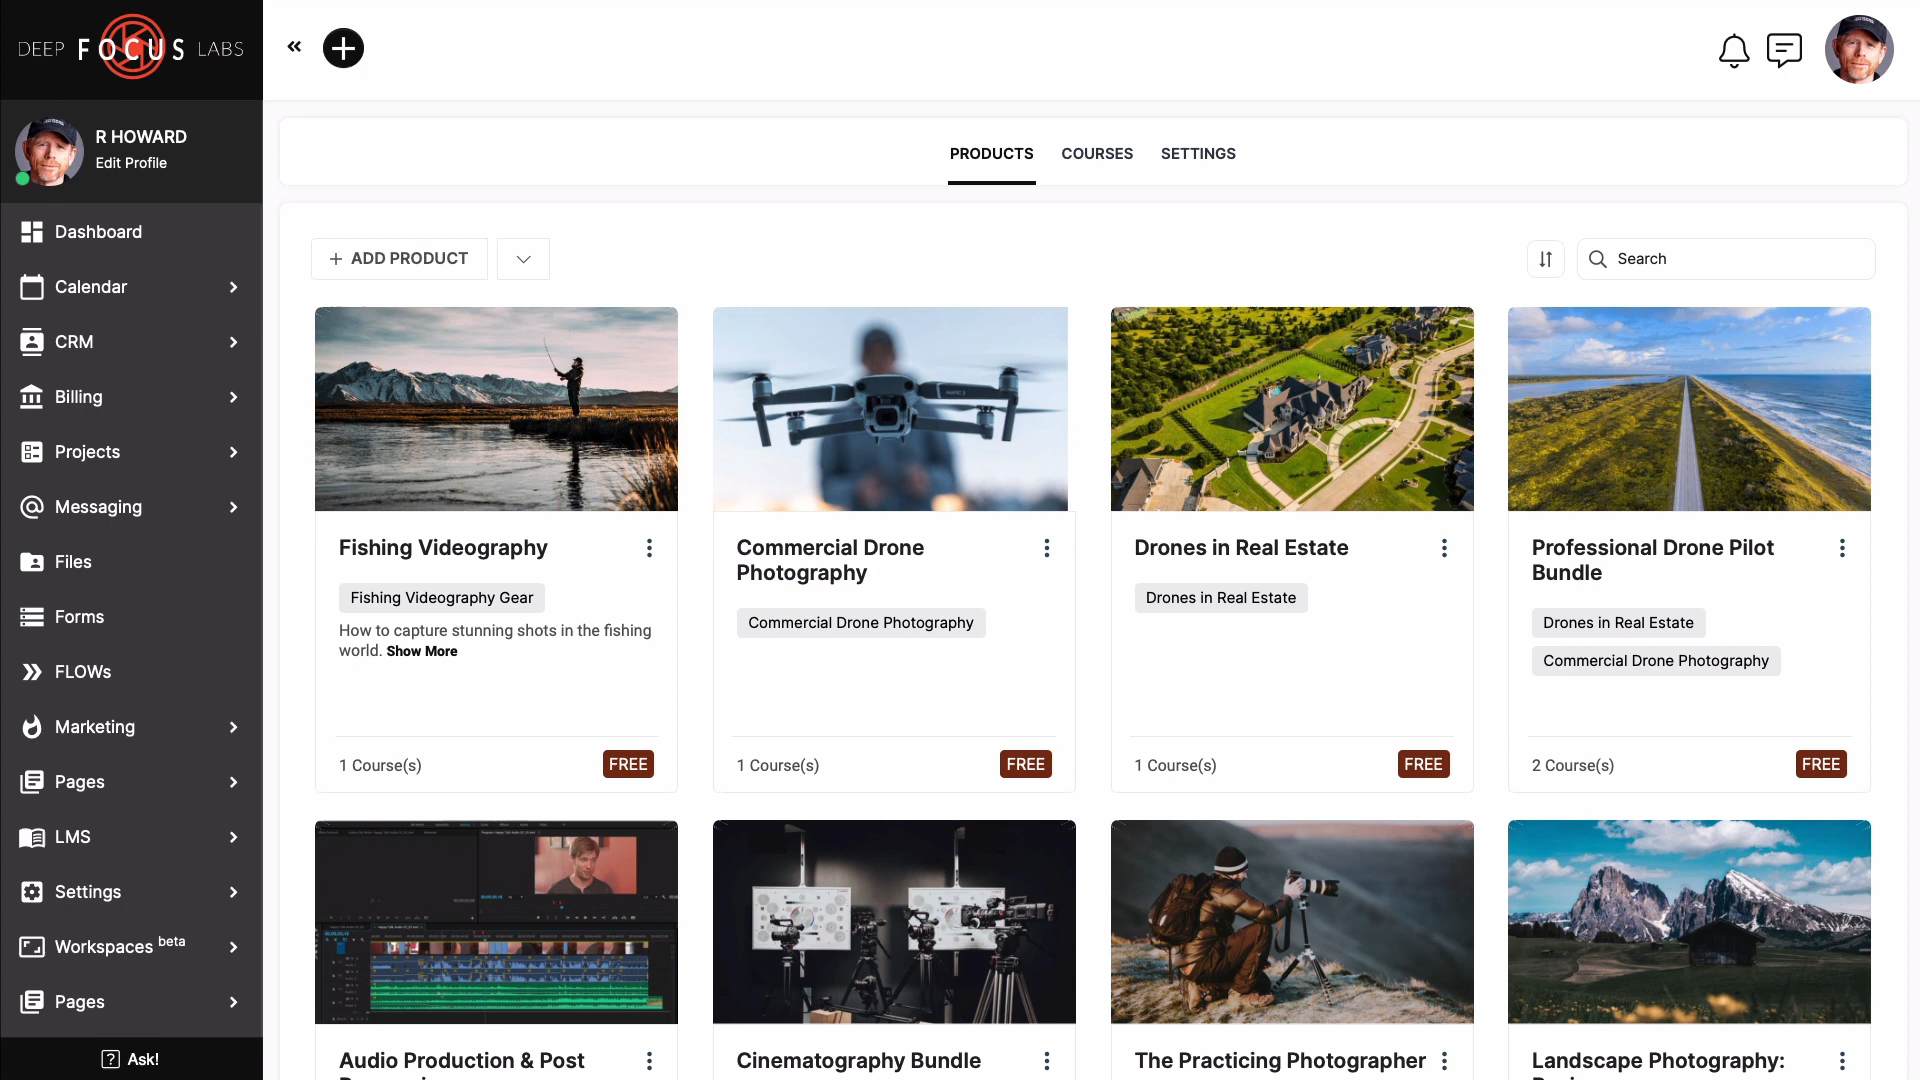 DEEP FOCUS LABS
R HOWARD
Edit Profile
Dashboard
Calendar
CRM
Billing
Projects
Messaging
Files
Forms
FLOWs
Marketing
Pages
LMS
Settings
Workspaces beta
Pages
Ask!
PRODUCTS COURSES SETTINGS
ADD PRODUCT
Search
Fishing Videography
Fishing Videography Gear
How to capture stunning shots in the fishing
world. Show More
1 Course(s) FREE
Commercial Drone
Photography
Commercial Drone Photography
1 Course(s) FREE
Drones in Real Estate
Drones in Real Estate
1 Course(s) FREE
Professional Drone Pilot
Bundle
Drones in Real Estate
Commercial Drone Photography
2 Course(s) FREE
Audio Production & Post
Cinematography Bundle
The Practicing Photographer
Landscape Photography: